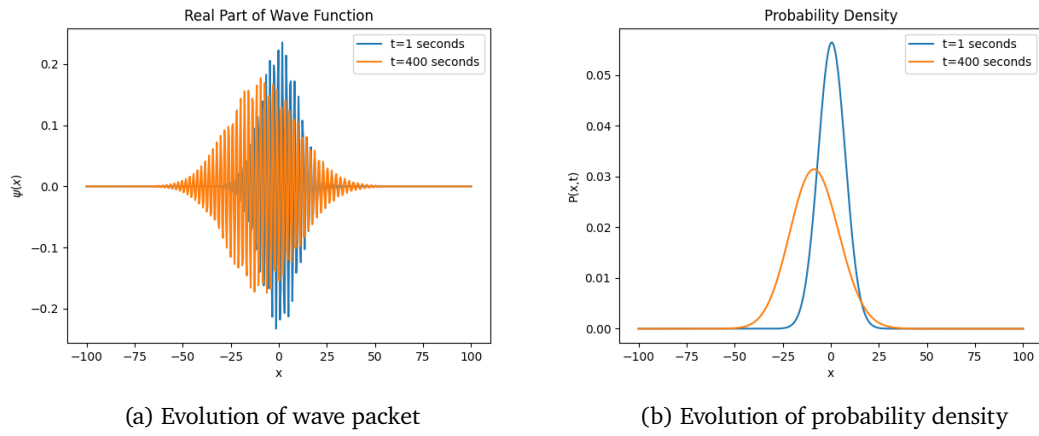 Real Part of Wave Function
t=1 seconds
t=400 seconds
0.2
0.1
0.0
−0.1
−0.2
ψ(x)
−100 −75 −50 −25 0 25 50 75 100
x
(a) Evolution of wave packet
Probability Density
t=1 seconds
t=400 seconds
0.05
0.04
0.03
0.02
0.01
0.00
P(x,t)
−100 −75 −50 −25 0 25 50 75 100
x
(b) Evolution of probability density